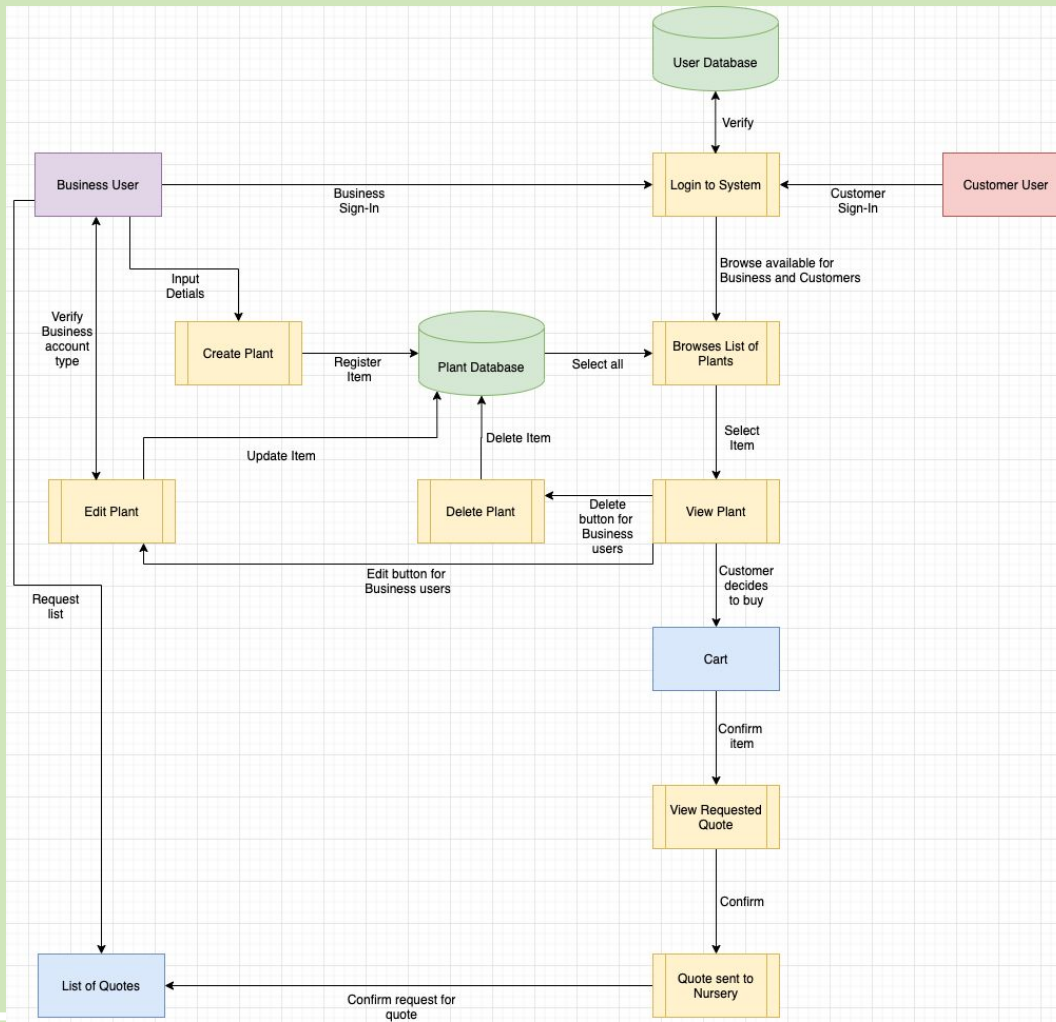 User Database
Verify
Business User
Business
Sign-In
Login to System
Customer
Sign-In
Customer User
Input
Detials
Browse available for
Business and Customers
Verify
Business
account
type
Create Plant
Register
Item
Plant Database
Select all
Browses List of
Plants
Update Item
Delete Item
Select
Item
Edit Plant
Delete Plant
Delete
button for
Business
users
View Plant
Edit button for
Business users
Customer
decides
to buy
Request
list
Cart
Confirm
item
View Requested
Quote
Confirm
List of Quotes
Confirm request for
quote
Quote sent to
Nursery